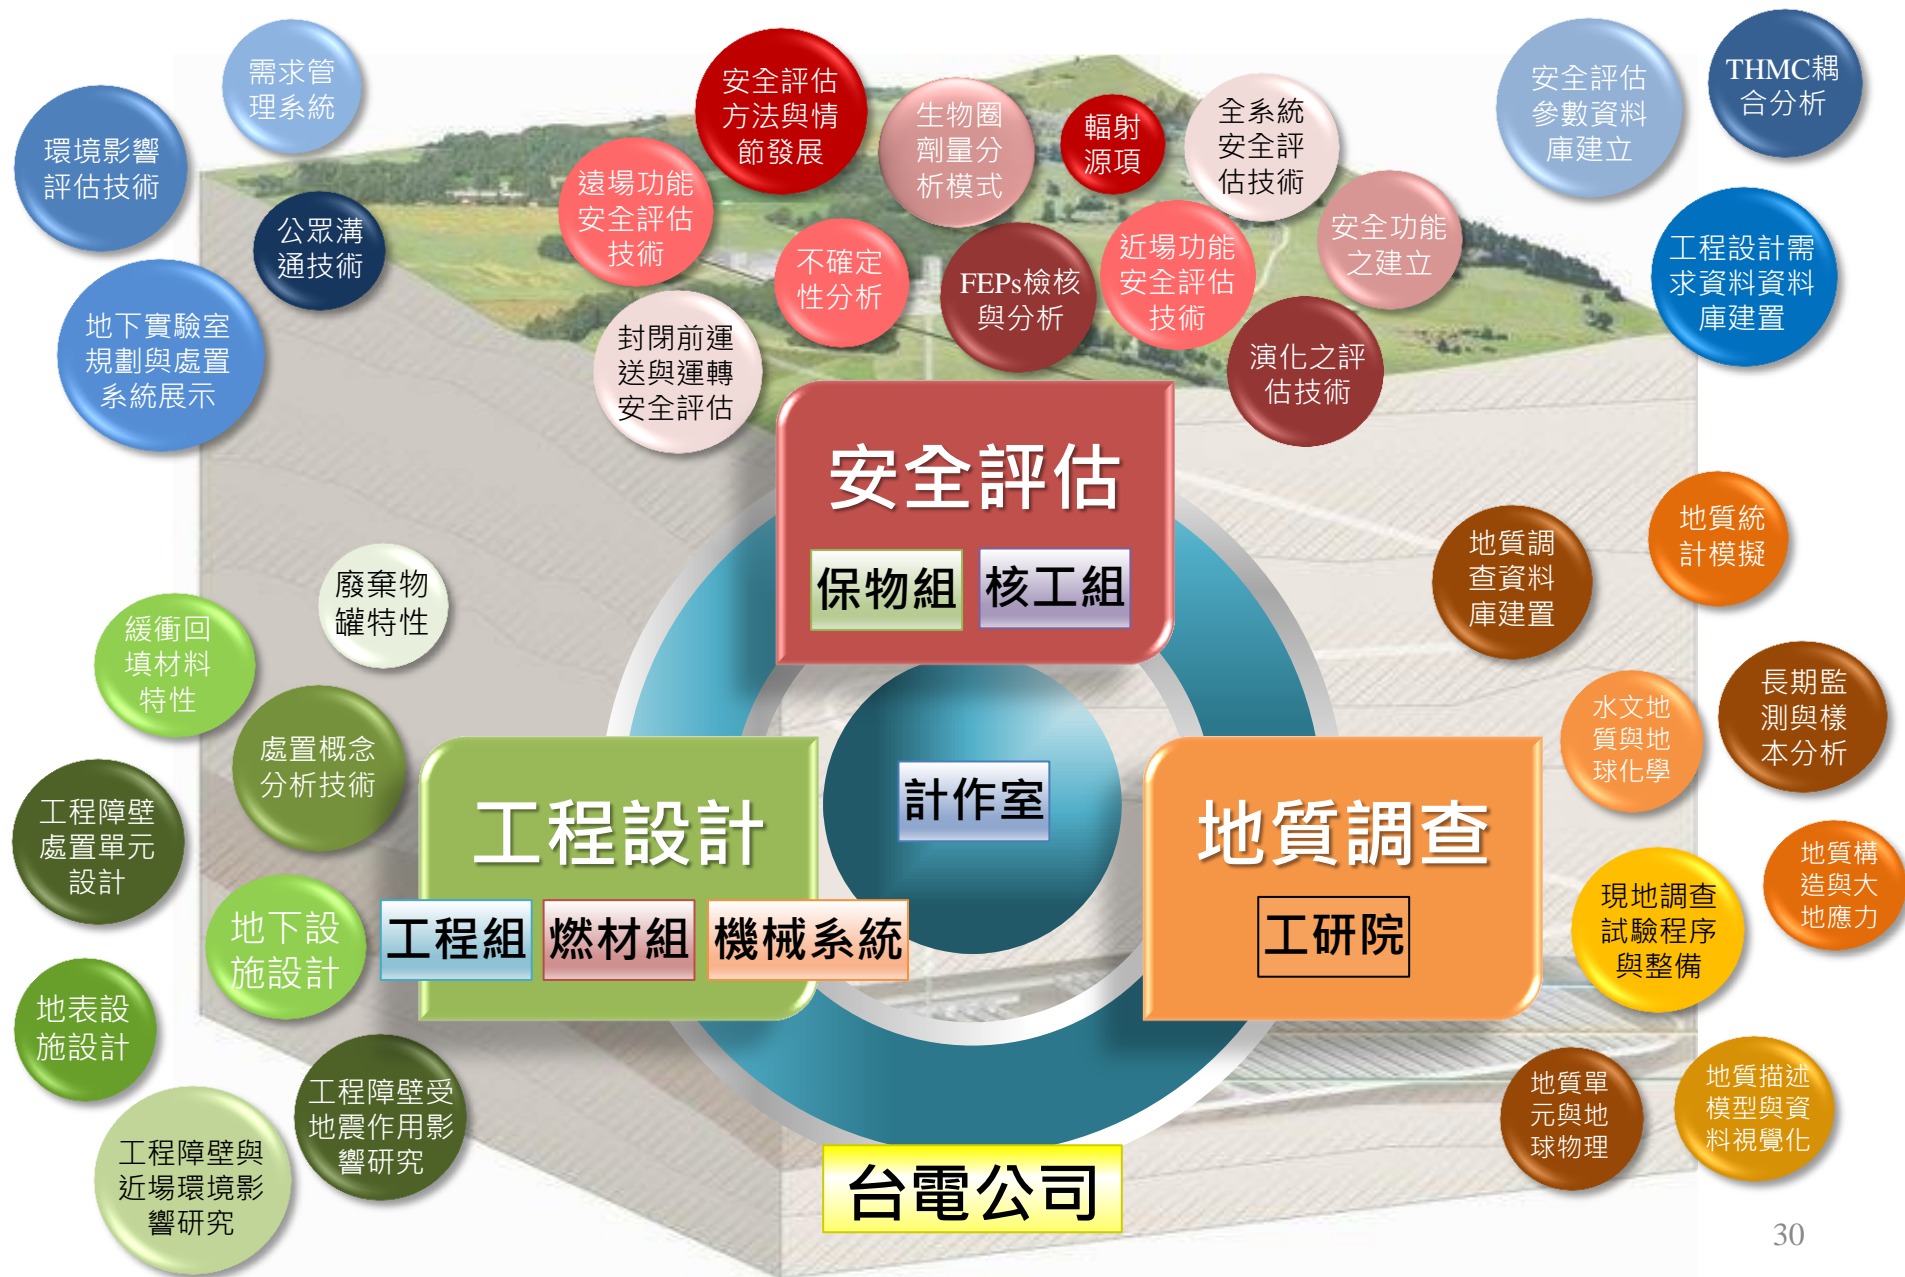 需求管
理系統
環境影響
評估技術
公眾溝
通技術
地下實驗室
規劃與處置
系統展示
安全評估
方法與情
節發展
生物圈
劑量分
析模式
輻射
源項
全系統
安全評
估技術
遠場功能
安全評估
技術
不確定
性分析
FEPs檢核
與分析
近場功能
安全評估
技術
安全功能
之建立
封閉前運
送與運轉
安全評估
演化之評
估技術
安全評估
參數資料
庫建立
THMC耦
合分析
工程設計需
求資料資料
庫建置
安全評估
保物組
核工組
廢棄物
罐特性
緩衝回
填材料
特性
處置概念
分析技術
工程障壁
處置單元
設計
地下設
施設計
地表設
施設計
工程障壁受
地震作用影
響研究
工程障壁與
近場環境影
響研究
工程設計
工程組
燃材組
機械系統
計作室
地質調查
工研院
地質調
查資料
庫建置
地質統
計模擬
水文地
質與地
球化學
長期監
測與樣
本分析
現地調查
試驗程序
與整備
地質構
造與大
地應力
地質單
元與地
球物理
地質描述
模型與資
料視覺化
台電公司
30